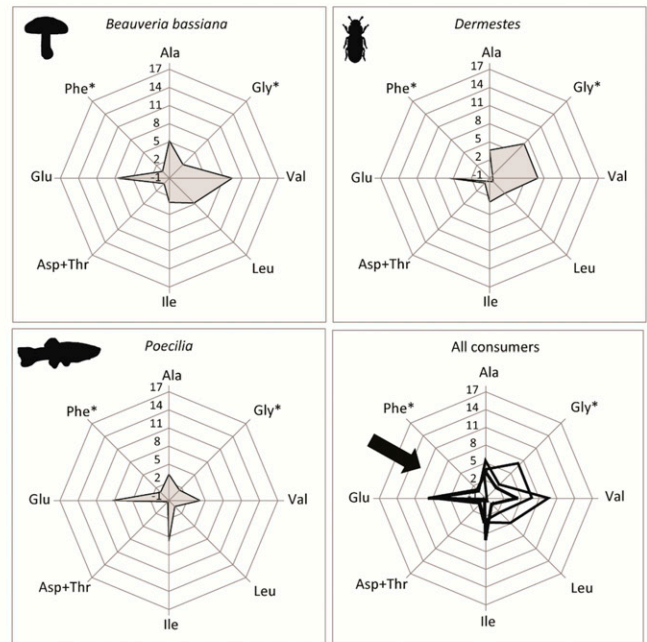 Beauveria bassiana
Ala
17
14
11
8
5
2
-1
Phe*
Gly*
Glu
Val
Asp+Thr
Leu
Ile
Dermestes
Ala
17
14
11
8
5
2
-1
Phe*
Gly*
Glu
Val
Asp+Thr
Leu
Ile
Poecilia
Ala
17
14
11
8
5
2
-1
Phe*
Gly*
Glu
Val
Asp+Thr
Leu
Ile
All consumers
Ala
17
14
11
8
5
2
-1
Phe*
Gly*
Glu
Val
Asp+Thr
Leu
Ile